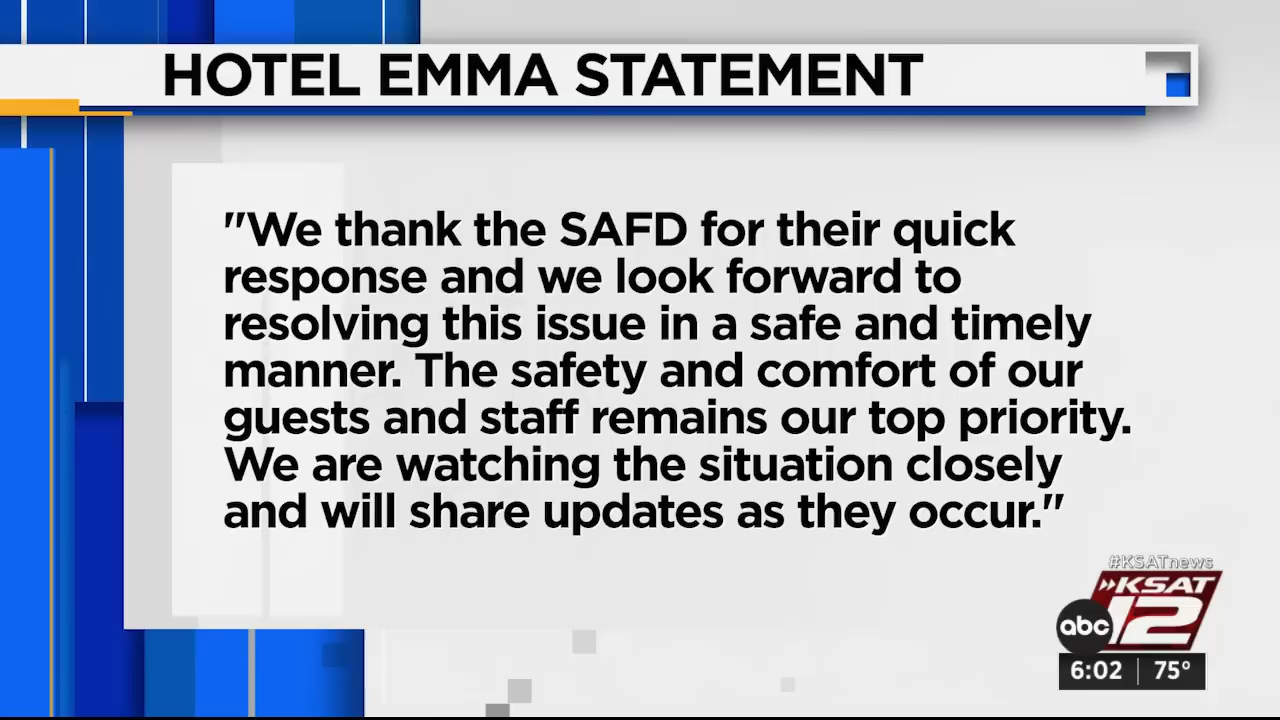 HOTEL EMMA STATEMENT
"We thank the SAFD for their quick
response and we look forward to
resolving this issue in a safe and timely
manner. The safety and comfort of our
guests and staff remains our top priority.
We are watching the situation closely
and will share updates as they occur."
#KSATnews
KSAT
abc 12
6:02 75°